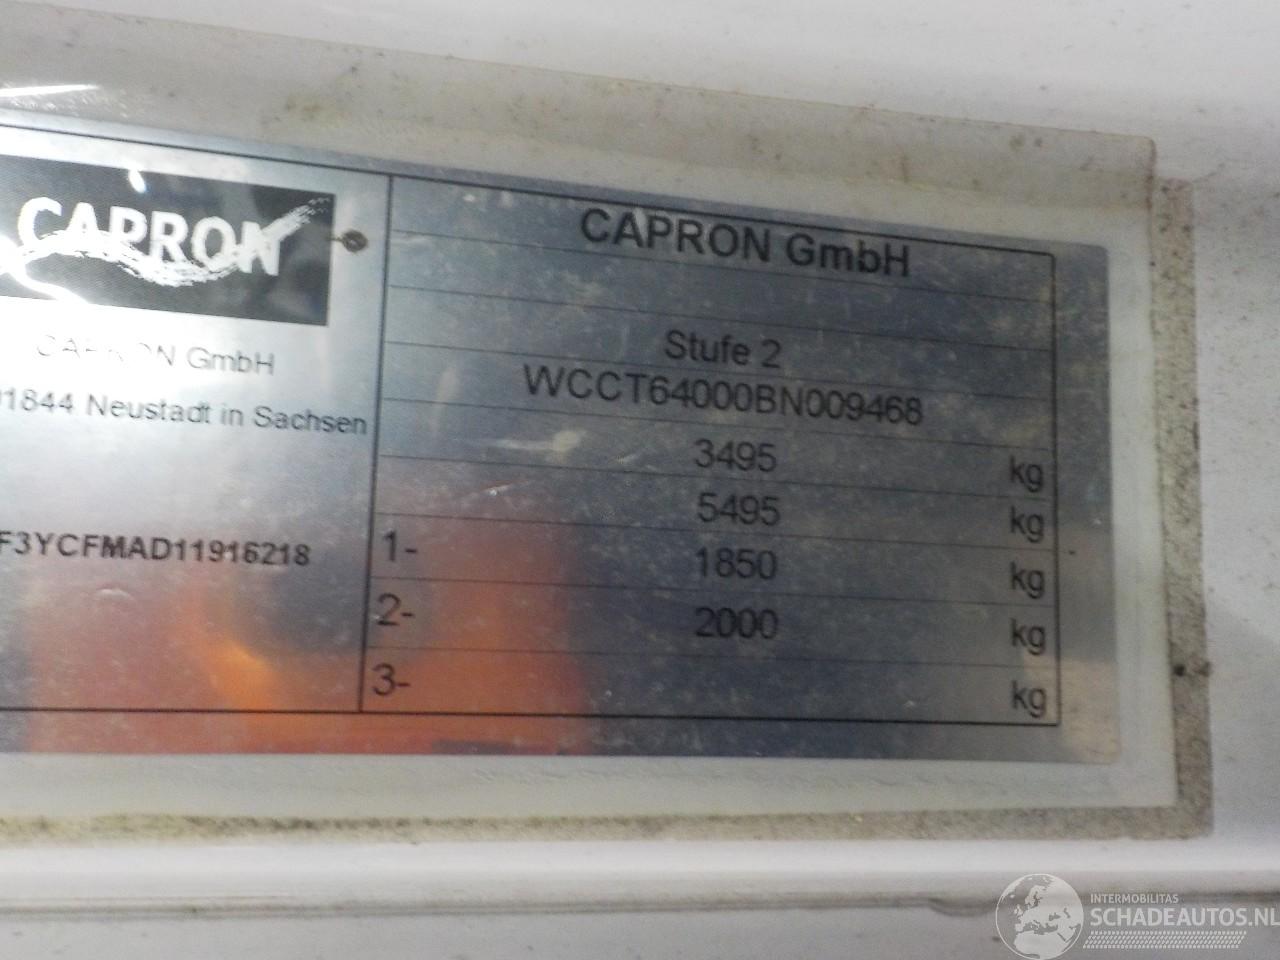 CAPRON
CAPRON GmbH
01844 Neustadt in Sachsen
F3YCFMAD11916218
CAPRON GmbH
Stufe 2
WCCT64000BN009468
3495 kg
5495 kg
1- 1850 kg
2- 2000 kg
3- kg
INTERMOBILITAS
SCHADEAUTOS.NL